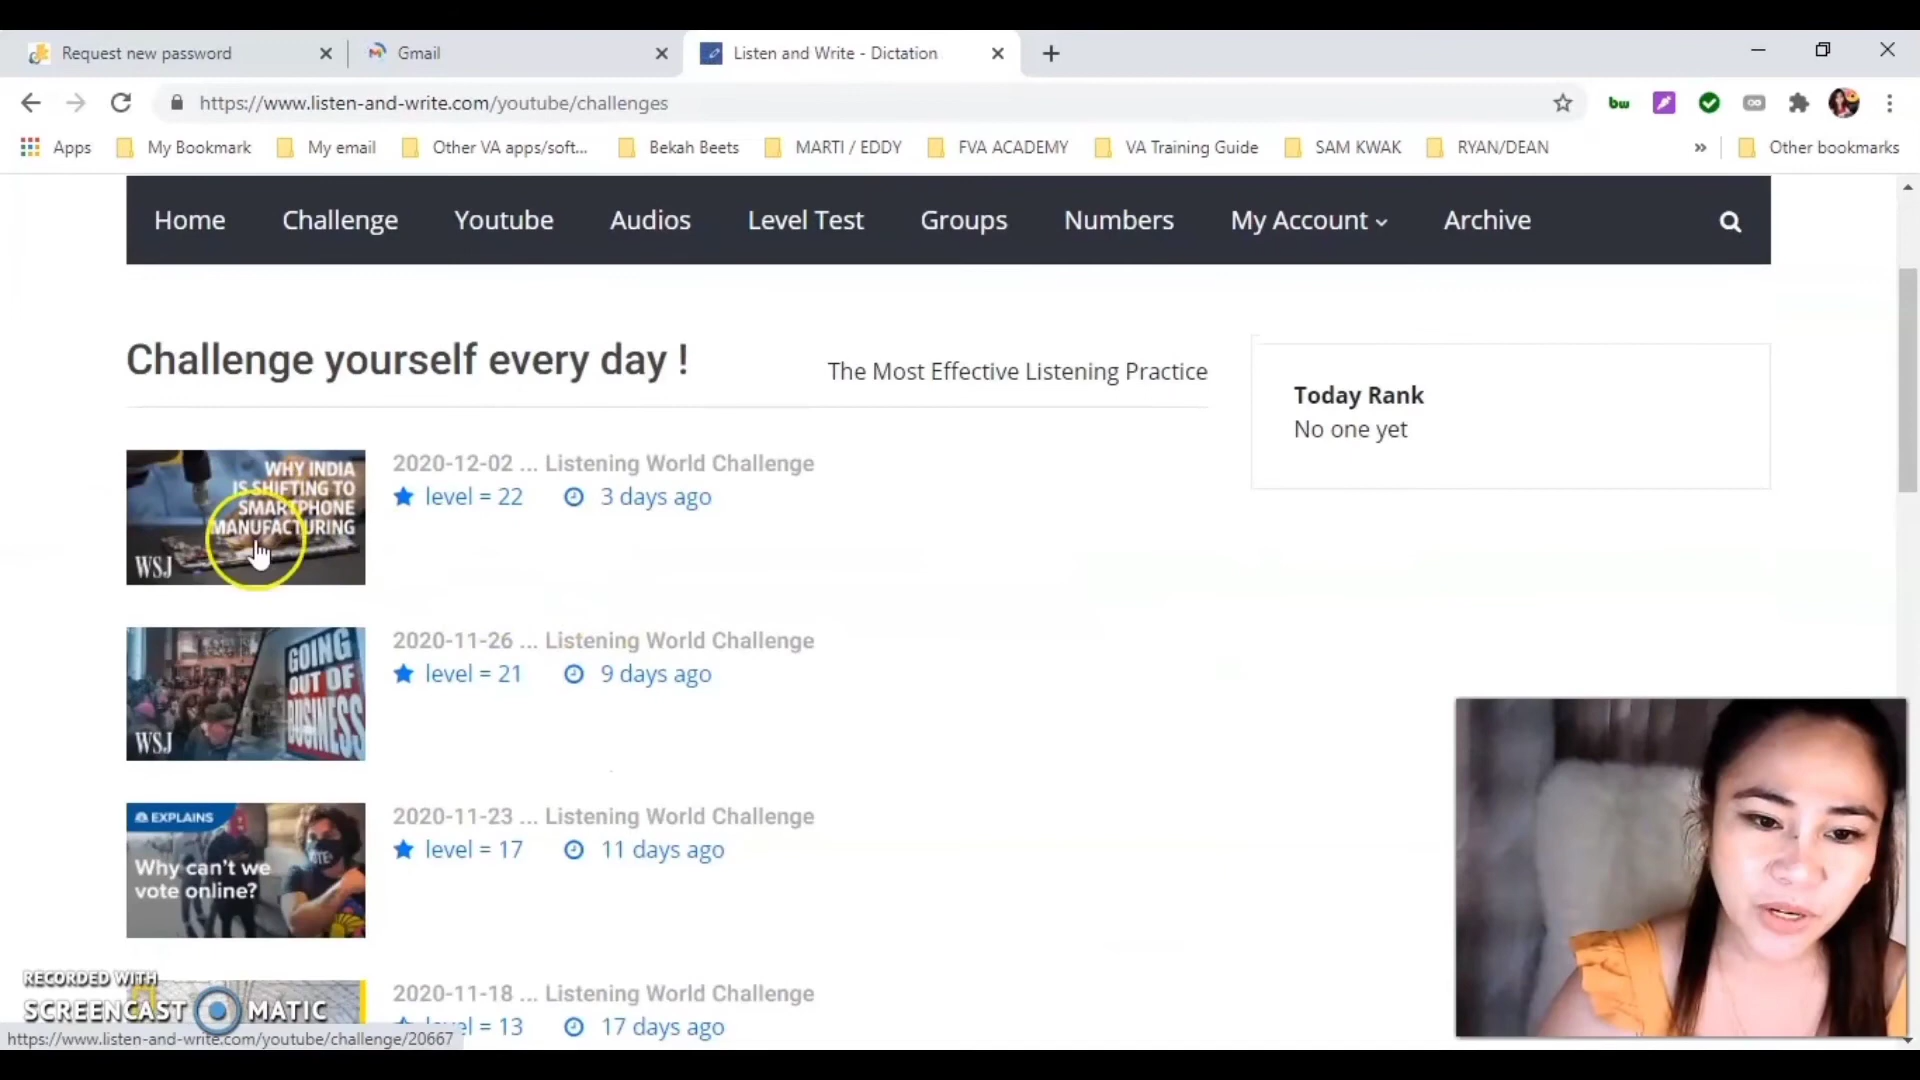 Request new password
Gmail
Listen and Write - Dictation
https://www.listen-and-write.com/youtube/challenges
bw
Apps
My Bookmark
My email
Other VA apps/soft...
Bekah Beets
MARTI / EDDY
FVA ACADEMY
VA Training Guide
SAM KWAK
RYAN/DEAN
»
Other bookmarks
Home
Challenge
Youtube
Audios
Level Test
Groups
Numbers
My Account
Archive
Challenge yourself every day !
The Most Effective Listening Practice
Today Rank
No one yet
WHY INDIA
IS SHIFTING TO
SMARTPHONE
MANUFACTURING
WSJ
2020-12-02 ... Listening World Challenge
level = 22
3 days ago
GOING
OUT OF
BUSINESS
WSJ
2020-11-26 ... Listening World Challenge
level = 21
9 days ago
EXPLAINS
Why can't we
vote online?
VOTE
2020-11-23 ... Listening World Challenge
level = 17
11 days ago
2020-11-18 ... Listening World Challenge
level = 13
17 days ago
RECORDED WITH
SCREENCAST MATIC
https://www.listen-and-write.com/youtube/challenge/20667